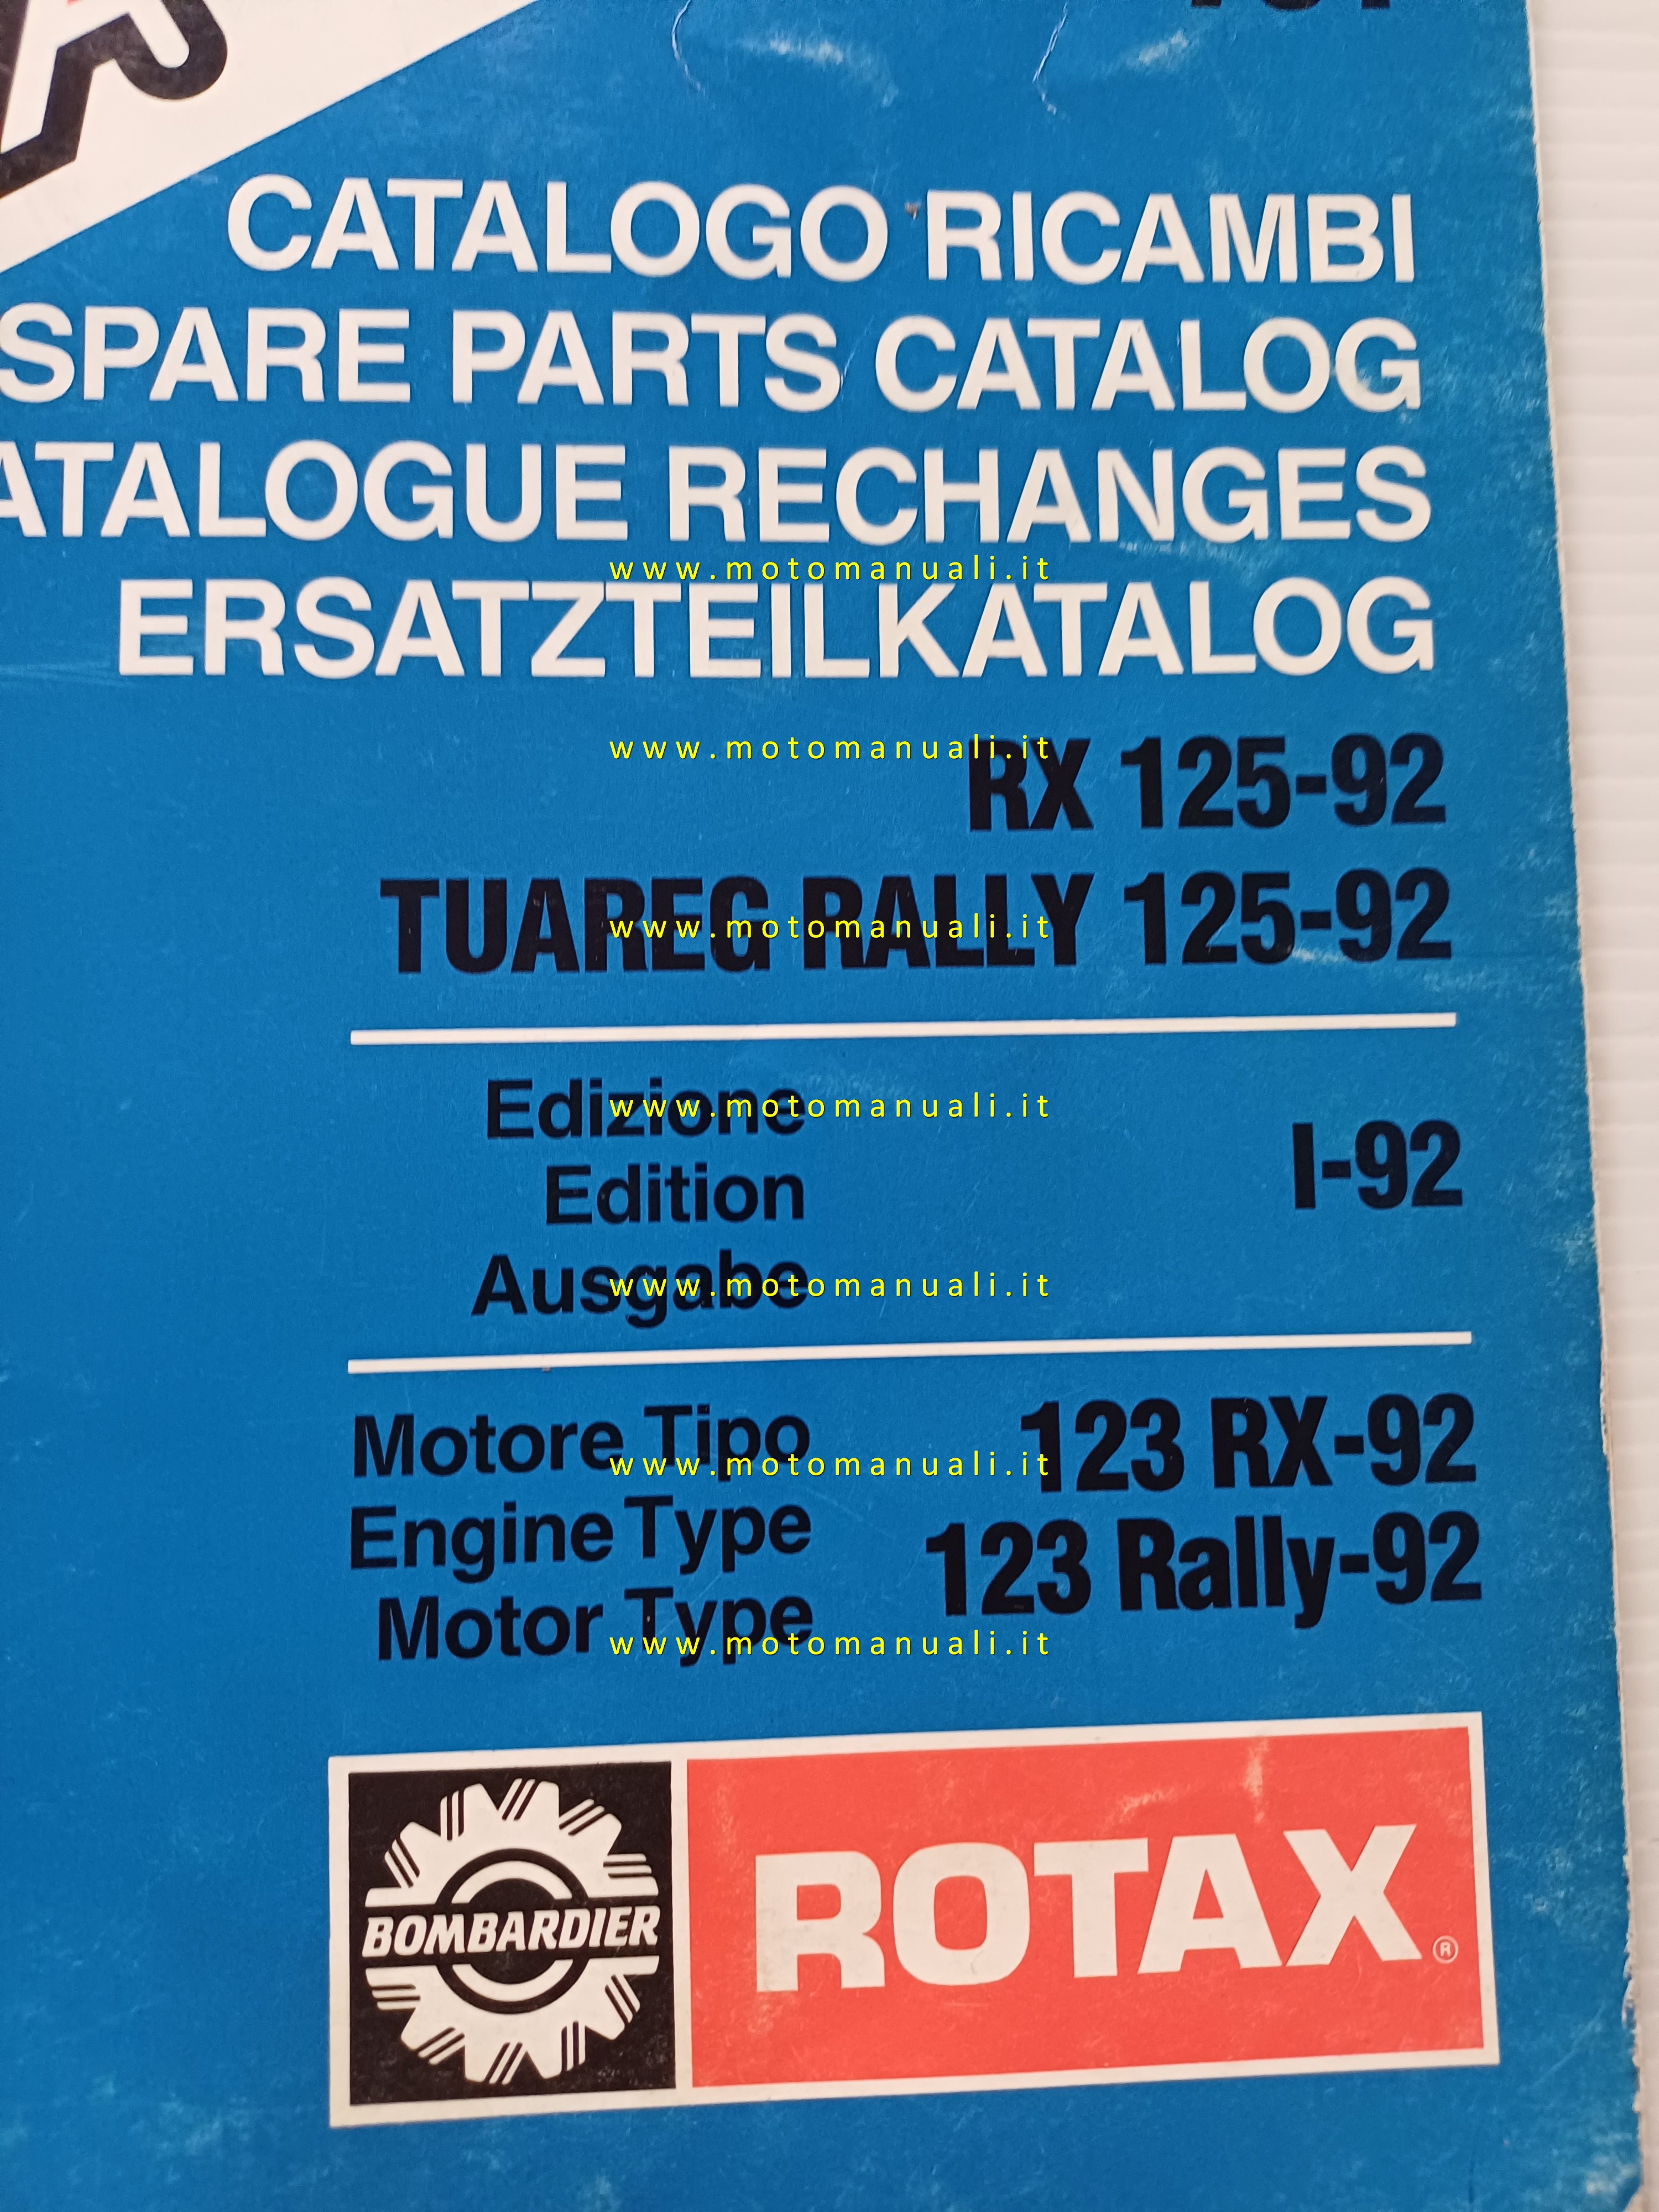 CATALOGO RICAMBI
SPARE PARTS CATALOG
ATALOGUE RECHANGES
www.motomanuali.it
ERSATZTEILKATALOG
www.motomanuali.it
RX 125-92
TUAREG RALLY 125-92
www.motomanuali.it
Edizione
www.motomanuali.it
Edition
I-92
Ausgabe
www.motomanuali.it
Motore Tipo
123 RX-92
www.motomanuali.it
Engine Type
123 Rally-92
Motor Type
www.motomanuali.it
BOMBARDIER
ROTAX®